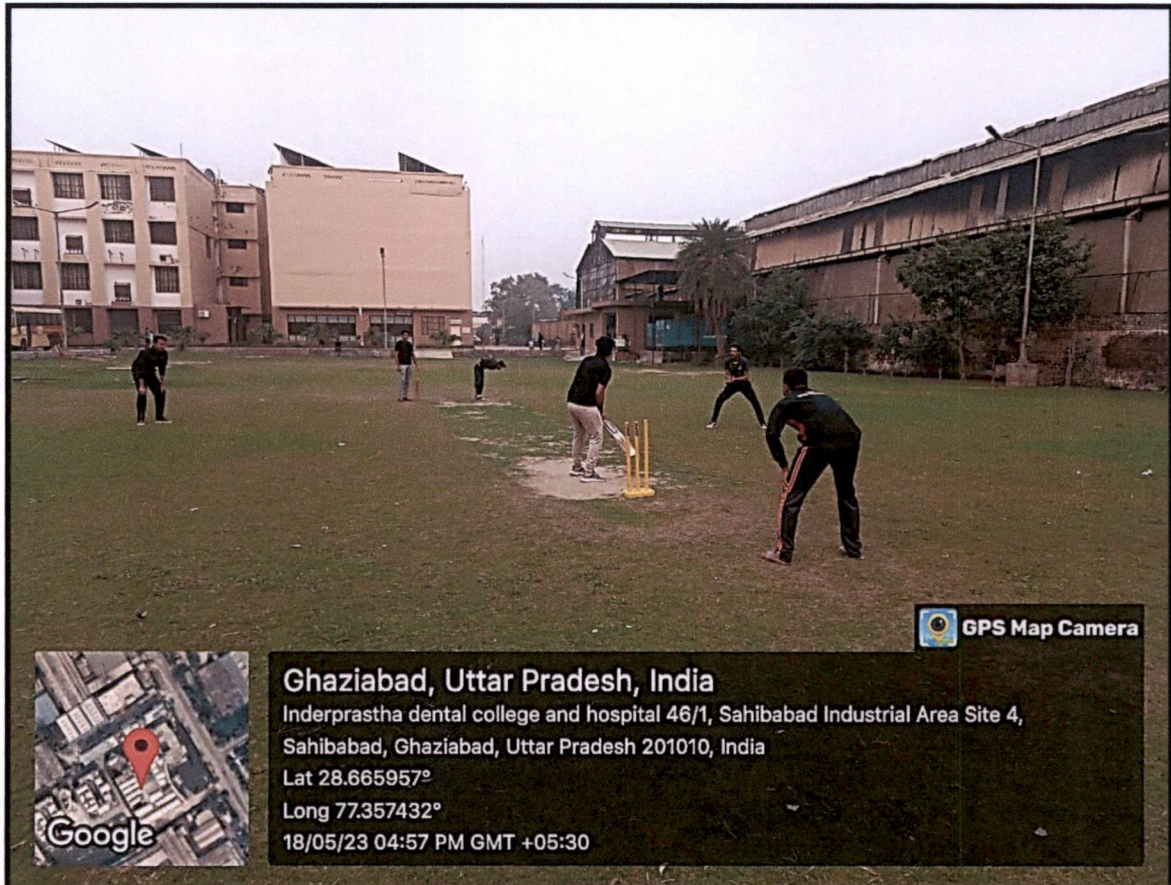 GPS Map Camera
Ghaziabad, Uttar Pradesh, India
Inderprastha dental college and hospital 46/1, Sahibabad Industrial Area Site 4,
Sahibabad, Ghaziabad, Uttar Pradesh 201010, India
Lat 28.665957°
Long 77.357432°
18/05/23 04:57 PM GMT +05:30
Google